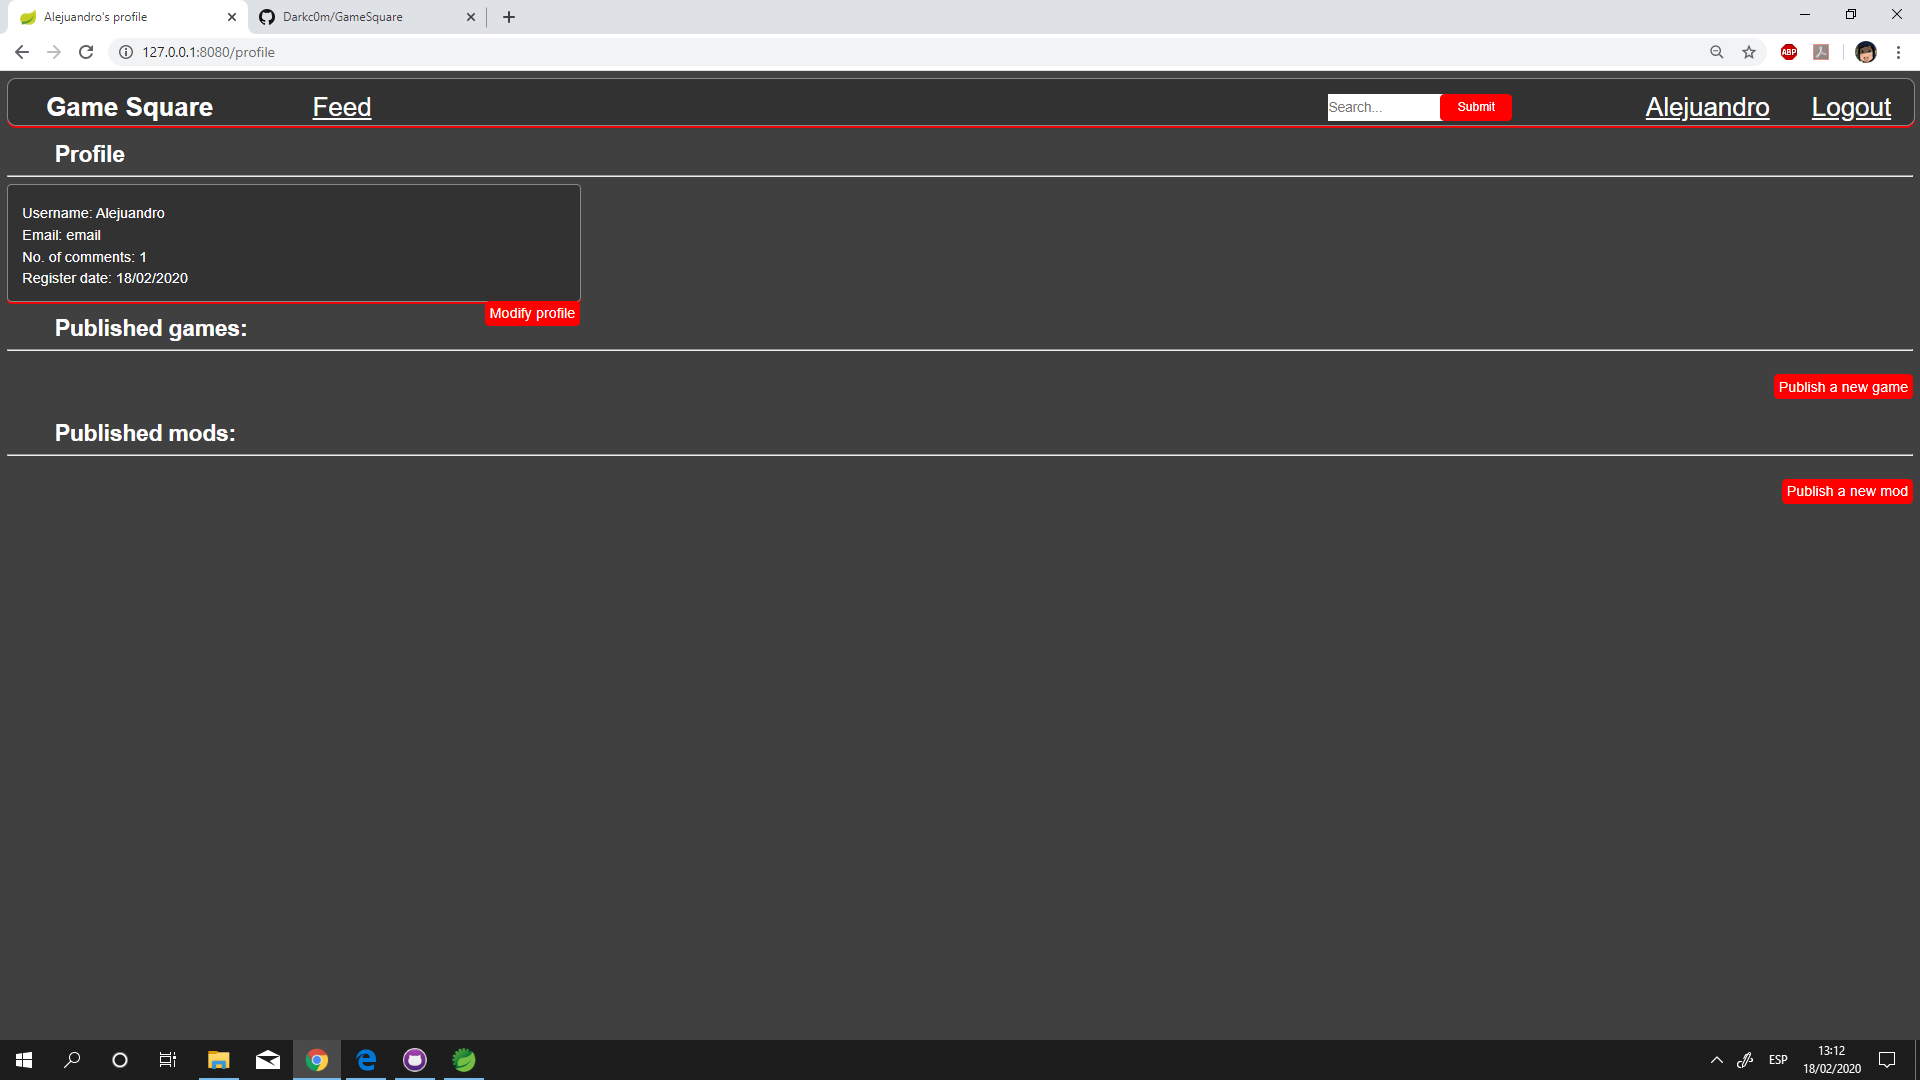 Alejuandro's profile
Darkc0m/GameSquare
127.0.0.1:8080/profile
ABP
Game Square Feed Search... Submit Alejuandro Logout
Profile
Username: Alejuandro
Email: email
No. of comments: 1
Register date: 18/02/2020
Modify profile
Published games:
Publish a new game
Published mods:
Publish a new mod
ESP
13:12
18/02/2020